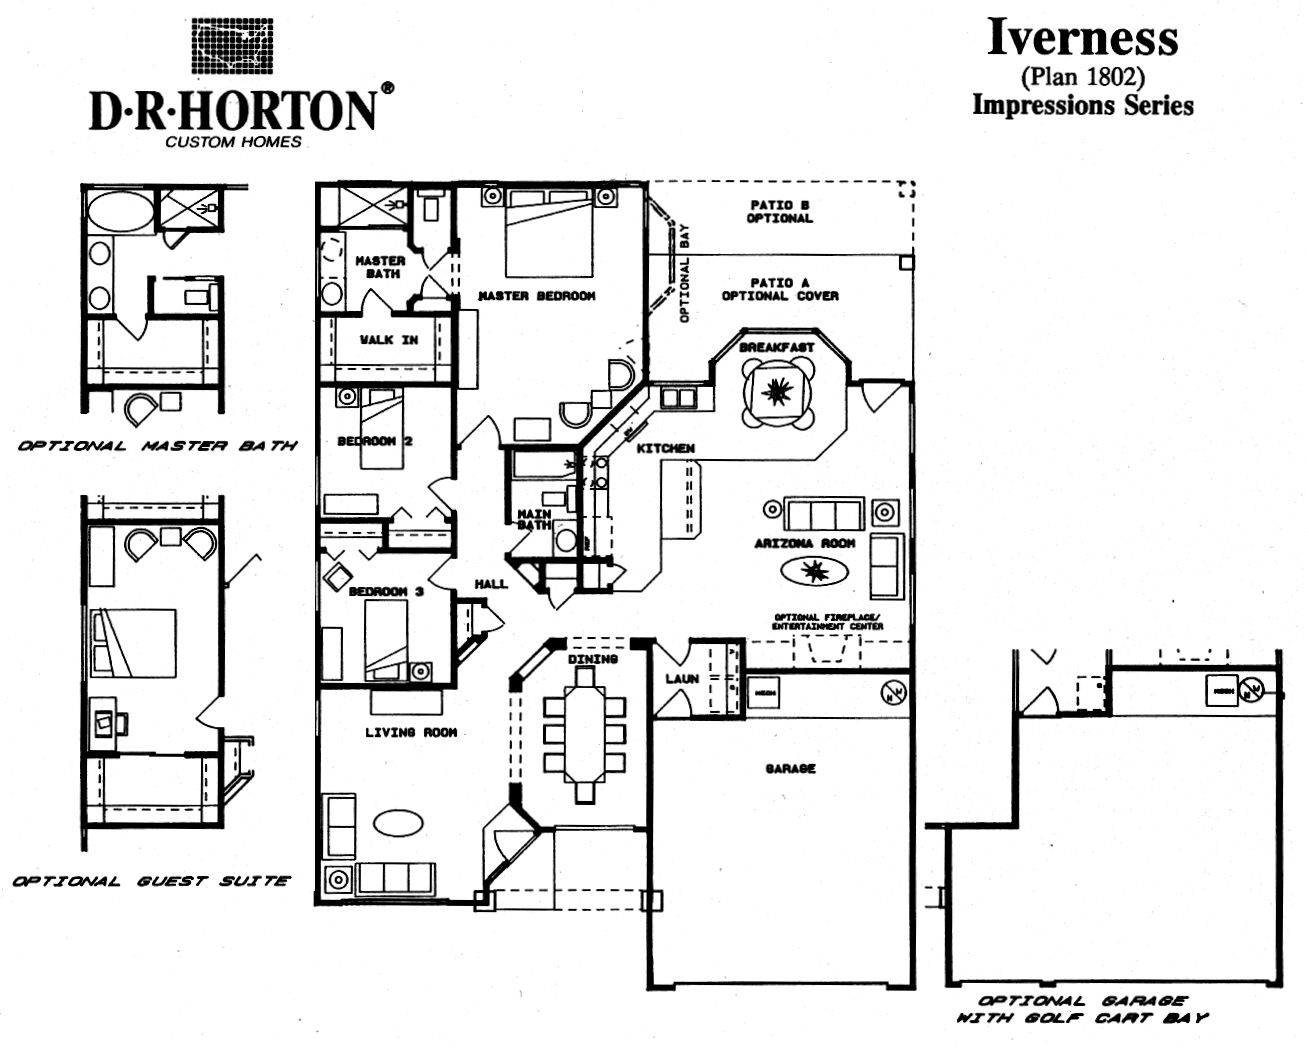 D·R·HORTON®
CUSTOM HOMES
Iverness
(Plan 1802)
Impressions Series
OPTIONAL MASTER BATH
OPTIONAL GUEST SUITE
MASTER
BATH
MASTER BEDROOM
WALK IN
BEDROOM 2
BEDROOM 3
HALL
MAIN
BATH
OPTIONAL BAY
PATIO B
OPTIONAL
PATIO A
OPTIONAL COVER
BREAKFAST
KITCHEN
REF
ARIZONA ROOM
OPTIONAL FIREPLACE/
ENTERTAINMENT CENTER
DINING
LAUN
LIVING ROOM
MECH
GARAGE
MECH
OPTIONAL GARAGE
WITH GOLF CART BAY